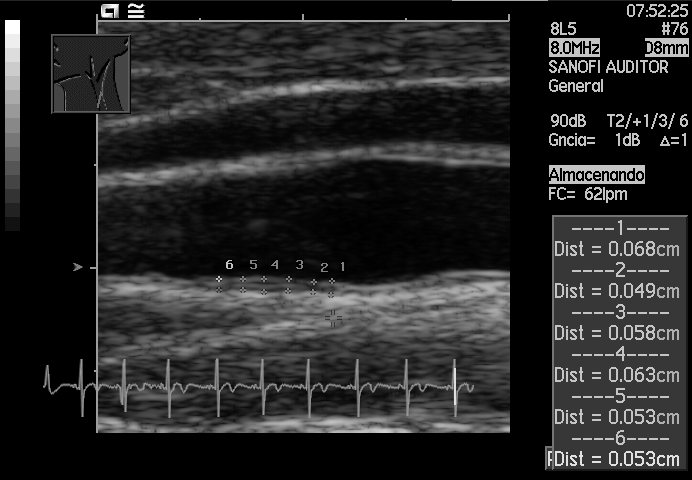 07:52:25
8L5 #76
8.0MHz D8mm
SANOFI AUDITOR
General
90dB T2/+1/3/ 6
Gncia= 1dB Δ=1
Almacenando
FC= 62lpm
----1----
Dist = 0.068cm
----2----
Dist = 0.049cm
----3----
Dist = 0.058cm
----4----
Dist = 0.063cm
----5----
Dist = 0.053cm
----6----
Dist = 0.053cm
6 5 4 3 2 1